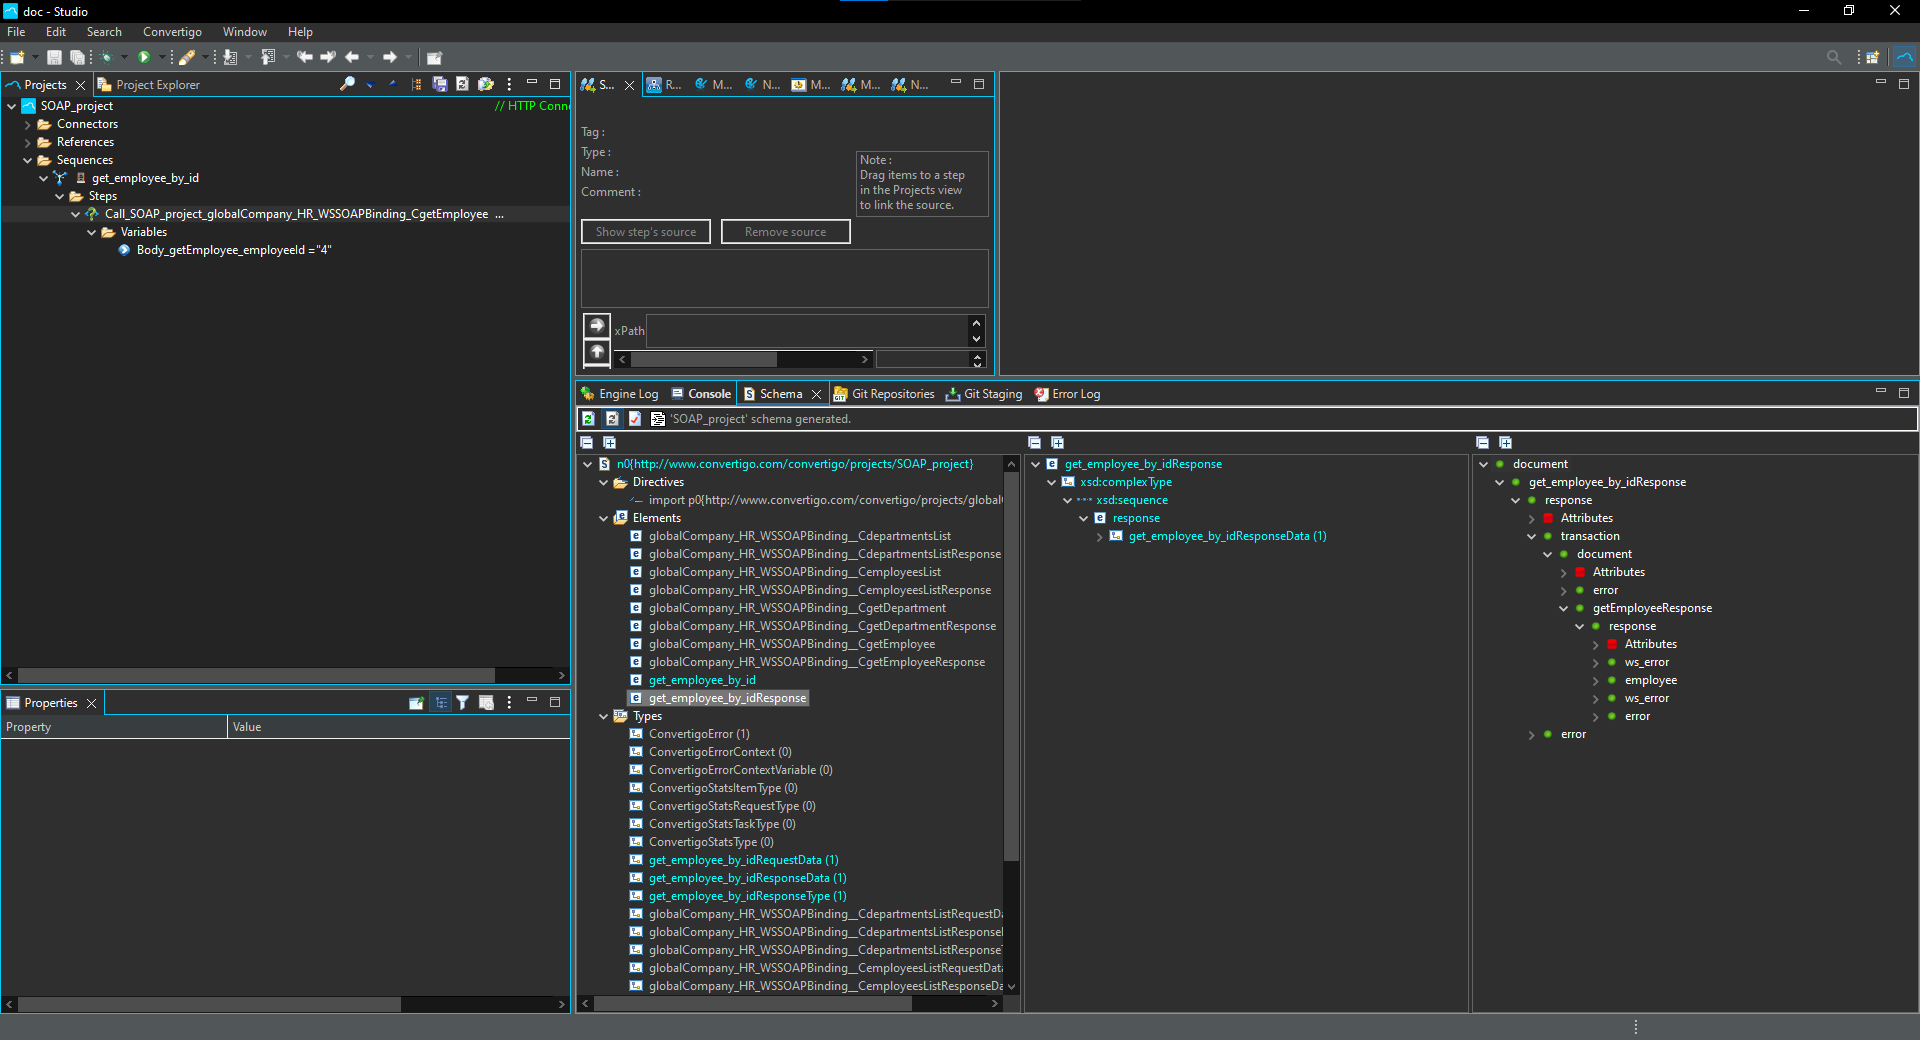 doc - Studio
File Edit Search Convertigo Window Help
Projects Project Explorer
SOAP_project // HTTP Conne
Connectors
References
Sequences
get_employee_by_id
Steps
Call_SOAP_project_globalCompany_HR_WSSOAPBinding_CgetEmployee ...
Variables
Body_getEmployee_employeeId ="4"
Properties
Property Value
S... R... M... N... M... M... N...
Tag :
Type :
Name :
Comment :
Note :
Drag items to a step
in the Projects view
to link the source.
Show step's source Remove source
xPath
Engine Log Console Schema Git Repositories Git Staging Error Log
'SOAP_project' schema generated.
n0{http://www.convertigo.com/convertigo/projects/SOAP_project}
Directives
import p0{http://www.convertigo.com/convertigo/projects/global
Elements
globalCompany_HR_WSSOAPBinding__CdepartmentsList
globalCompany_HR_WSSOAPBinding__CdepartmentsListResponse
globalCompany_HR_WSSOAPBinding__CemployeesList
globalCompany_HR_WSSOAPBinding__CemployeesListResponse
globalCompany_HR_WSSOAPBinding__CgetDepartment
globalCompany_HR_WSSOAPBinding__CgetDepartmentResponse
globalCompany_HR_WSSOAPBinding__CgetEmployee
globalCompany_HR_WSSOAPBinding__CgetEmployeeResponse
get_employee_by_id
get_employee_by_idResponse
Types
ConvertigoError (1)
ConvertigoErrorContext (0)
ConvertigoErrorContextVariable (0)
ConvertigoStatsItemType (0)
ConvertigoStatsRequestType (0)
ConvertigoStatsTaskType (0)
ConvertigoStatsType (0)
get_employee_by_idRequestData (1)
get_employee_by_idResponseData (1)
get_employee_by_idResponseType (1)
globalCompany_HR_WSSOAPBinding__CdepartmentsListRequestDa
globalCompany_HR_WSSOAPBinding__CdepartmentsListResponse
globalCompany_HR_WSSOAPBinding__CdepartmentsListResponse
globalCompany_HR_WSSOAPBinding__CemployeesListRequestData
globalCompany_HR_WSSOAPBinding__CemployeesListResponseDa
get_employee_by_idResponse
xsd:complexType
xsd:sequence
response
get_employee_by_idResponseData (1)
document
get_employee_by_idResponse
response
Attributes
transaction
document
Attributes
error
getEmployeeResponse
response
Attributes
ws_error
employee
ws_error
error
error